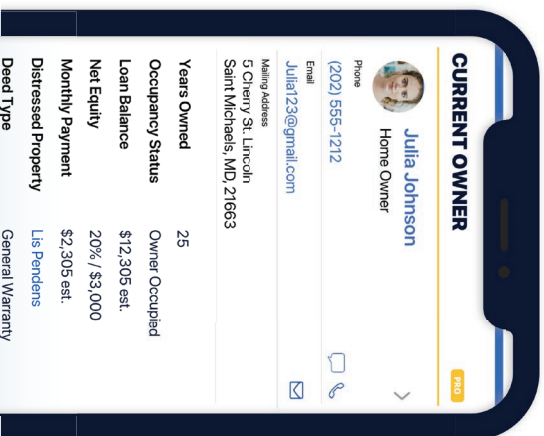 CURRENT OWNER PRO
Julia Johnson
Home Owner
Phone
(202) 555-1212
Email
Julia123@gmail.com
Mailing Address
5 Cherry St. Lincoln
Saint Michaels, MD, 21663
Years Owned 25
Occupancy Status Owner Occupied
Loan Balance $12,305 est.
Net Equity 20% / $3,000
Monthly Payment $2,305 est.
Distressed Property Lis Pendens
Deed Type General Warranty